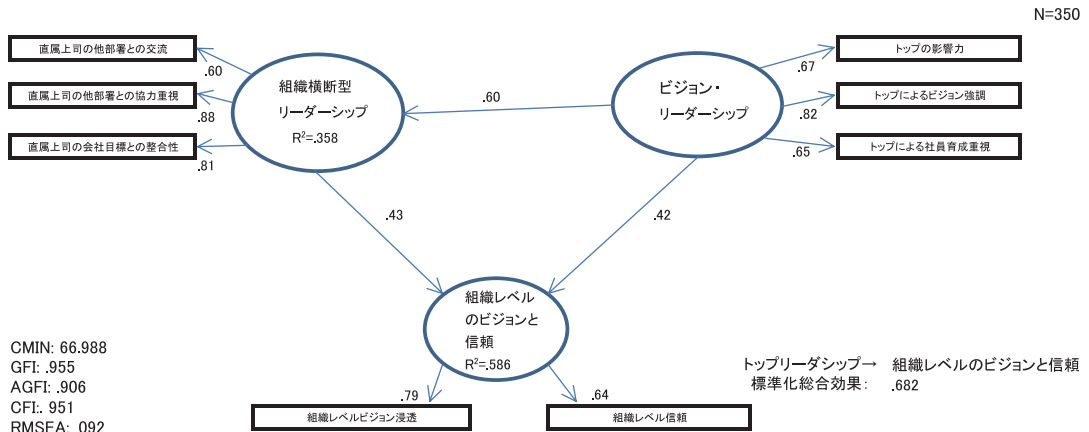 N=350
直属上司の他部署との交流
直属上司の他部署との協力重視
直属上司の会社目標との整合性
.60
.88
.81
組織横断型
リーダーシップ
R²=.358
.60
ビジョン・
リーダーシップ
トップの影響力
トップによるビジョン強調
トップによる社員育成重視
.67
.82
.65
.43
.42
組織レベル
のビジョンと
信頼
R²=.586
.79
.64
組織レベルビジョン浸透
組織レベル信頼
CMIN: 66.988
GFI: .955
AGFI: .906
CFI:. 951
RMSEA: .092
トップリーダシップ→ 組織レベルのビジョンと信頼
標準化総合効果: .682